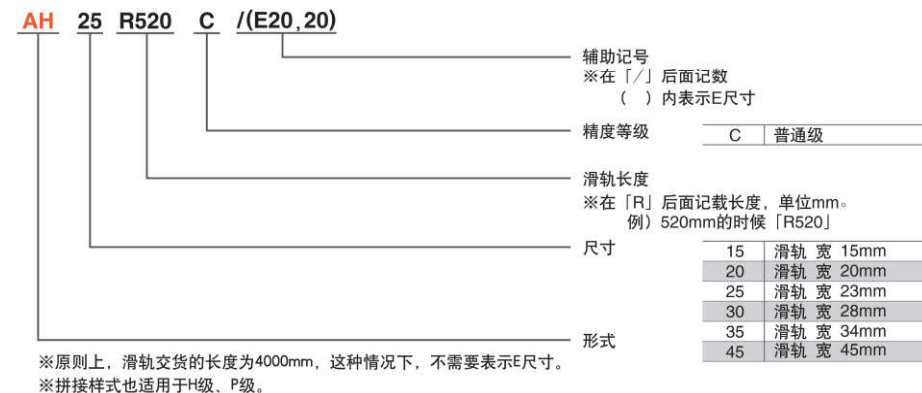 AH 25 R520 C /(E20,20)
辅助记号
※在「/」后面记数
（ ）内表示E尺寸
精度等级
C 普通级
滑轨长度
※在「R」后面记载长度，单位mm。
例）520mm的时候「R520」
尺寸
15 滑轨 宽 15mm
20 滑轨 宽 20mm
25 滑轨 宽 23mm
30 滑轨 宽 28mm
35 滑轨 宽 34mm
45 滑轨 宽 45mm
形式
※原则上，滑轨交货的长度为4000mm，这种情况下，不需要表示E尺寸。
※拼接样式也适用于H级、P级。